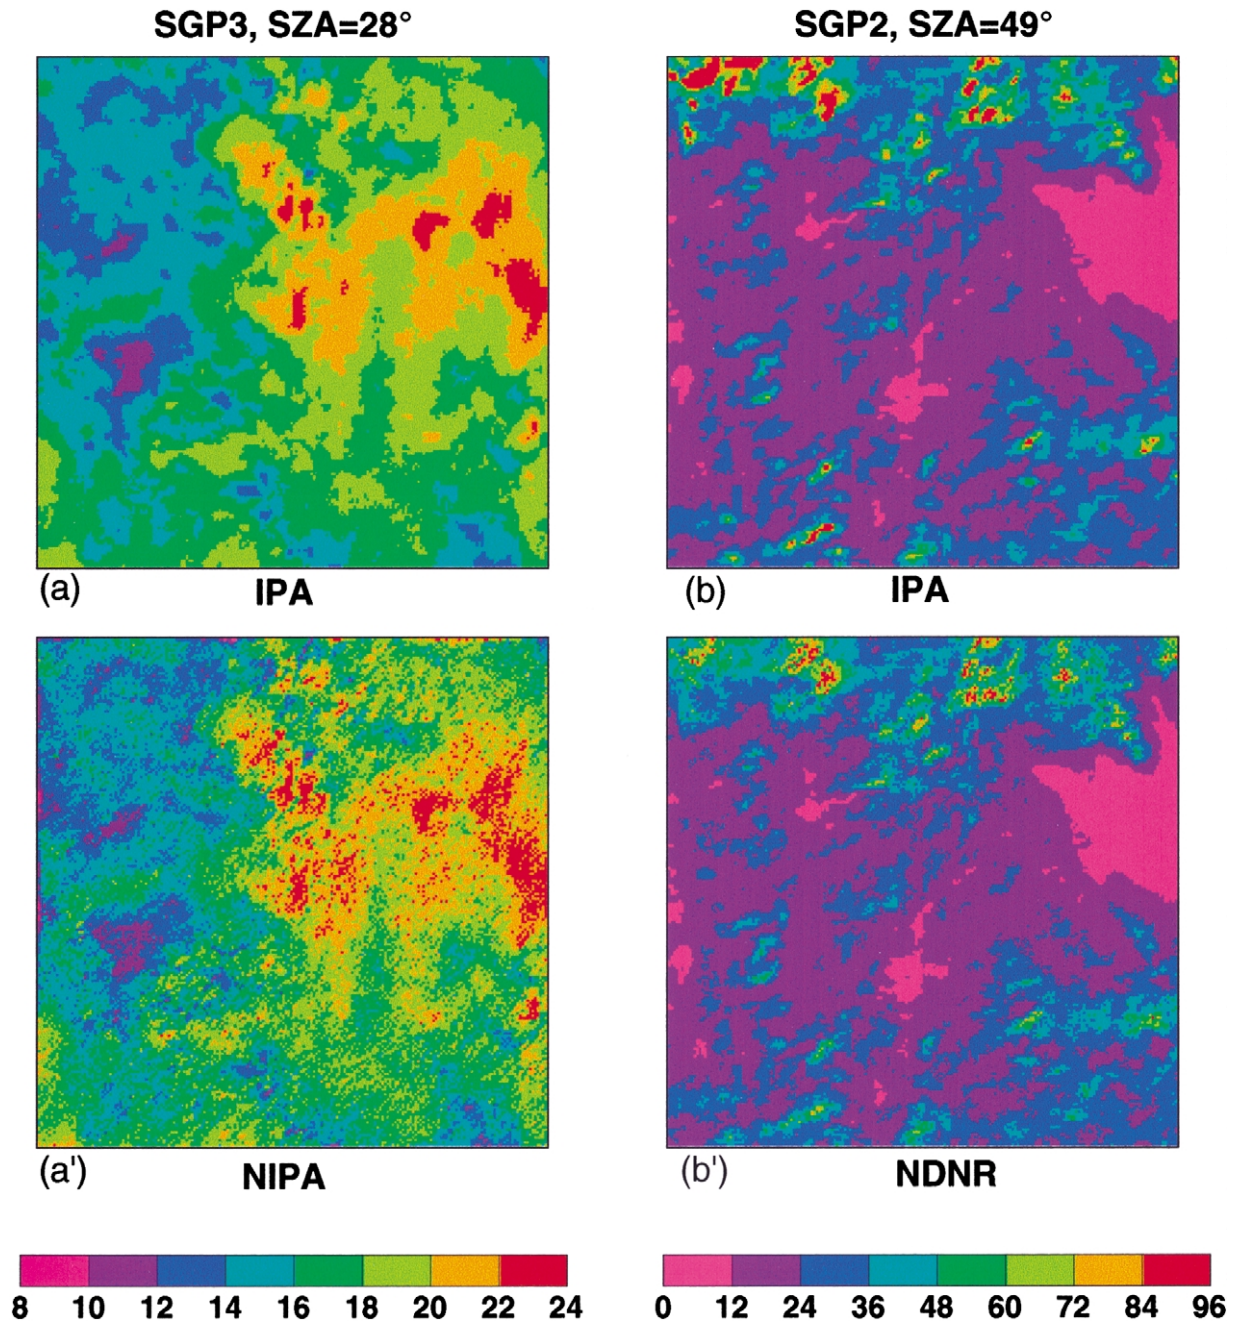 SGP3, SZA=28° SGP2, SZA=49°
(a) IPA (b) IPA
(a') NIPA (b') NDNR
8 10 12 14 16 18 20 22 24 0 12 24 36 48 60 72 84 96